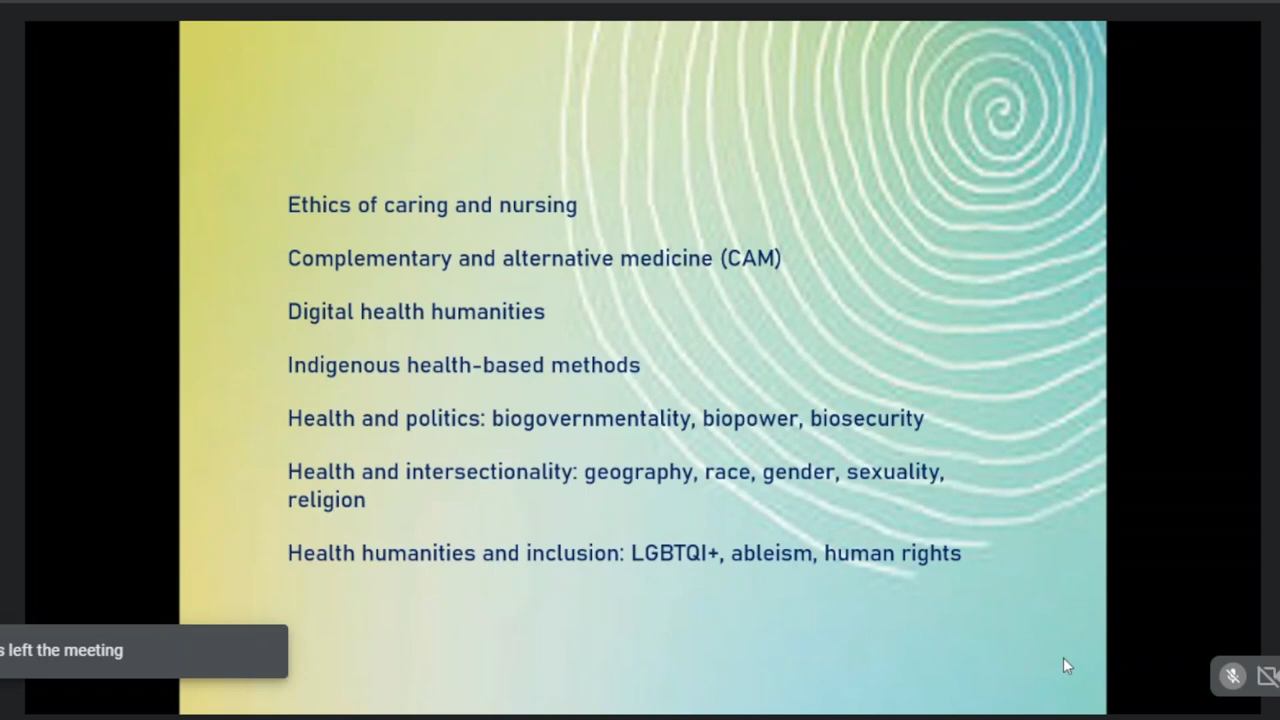 Ethics of caring and nursing
Complementary and alternative medicine (CAM)
Digital health humanities
Indigenous health-based methods
Health and politics: biogovernmentality, biopower, biosecurity
Health and intersectionality: geography, race, gender, sexuality,
religion
Health humanities and inclusion: LGBTQI+, ableism, human rights
left the meeting